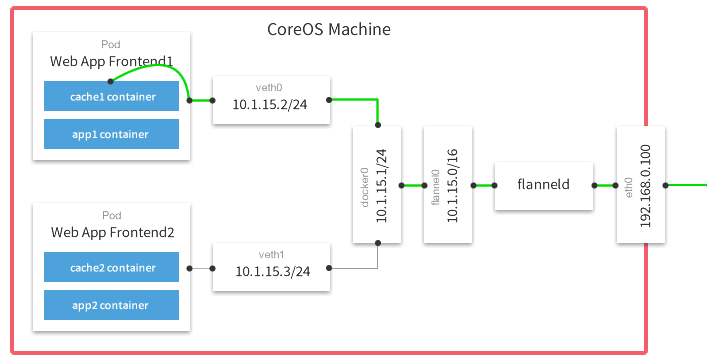 CoreOS Machine
Pod
Web App Frontend1
cache1 container
app1 container
veth0
10.1.15.2/24
docker0
10.1.15.1/24
flannel0
10.1.15.0/16
flanneld
eth0
192.168.0.100
Pod
Web App Frontend2
cache2 container
app2 container
veth1
10.1.15.3/24